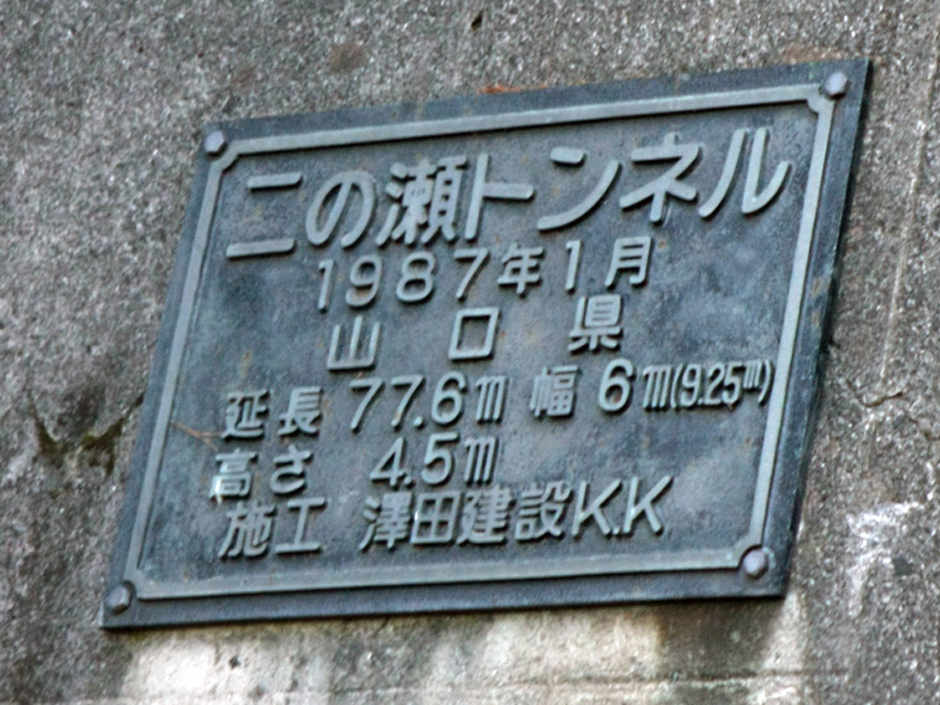 二の瀬トンネル
1987年1月
山口県
延長 77.6m 幅 6m(9.25m)
高さ 4.5m
施工 澤田建設K.K